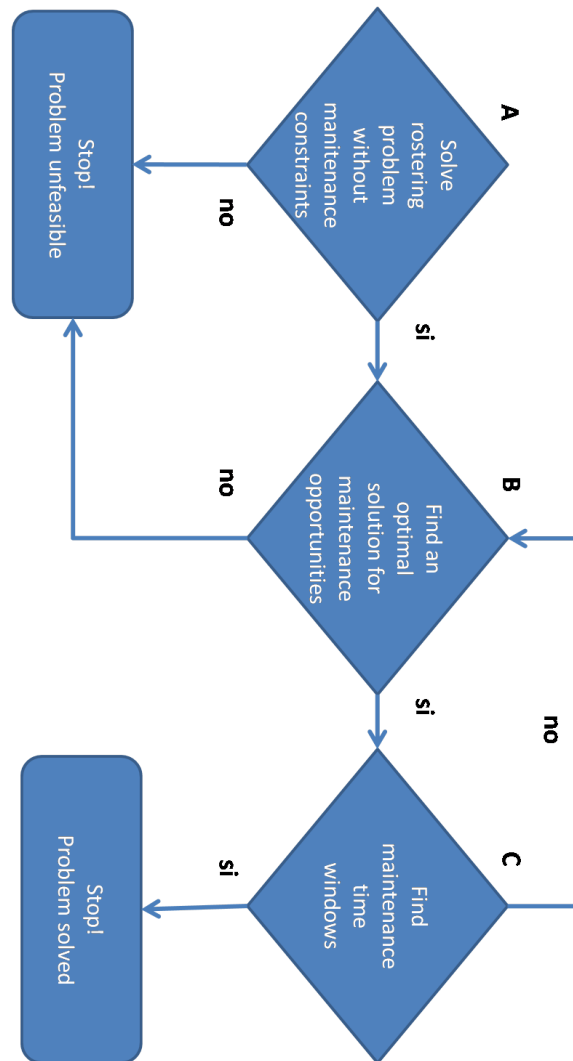 A
Solve
rostering
problem
without
manitenance
constraints
si
no
Stop!
Problem unfeasible
B
Find an
optimal
solution for
maintenance
opportunities
si
no
no
C
Find
maintenance
time
windows
si
Stop!
Problem solved